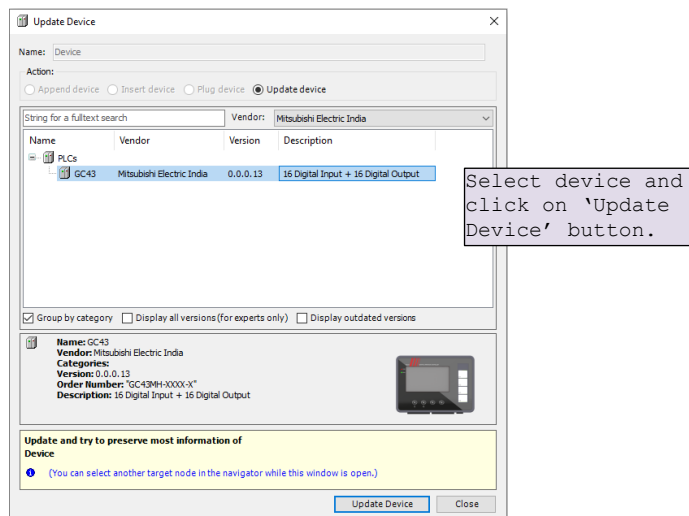 Update Device
Name: Device
Action:
Append device Insert device Plug device Update device
String for a fulltext search Vendor: Mitsubishi Electric India
Name Vendor Version Description
PLCs
GC43 Mitsubishi Electric India 0.0.0.13 16 Digital Input + 16 Digital Output
Select device and
click on ‘Update
Device’ button.
Group by category Display all versions (for experts only) Display outdated versions
Name: GC43
Vendor: Mitsubishi Electric India
Categories:
Version: 0.0.0.13
Order Number: "GC43MH-XXXX-X"
Description: 16 Digital Input + 16 Digital Output
Update and try to preserve most information of
Device
(You can select another target node in the navigator while this window is open.)
Update Device Close